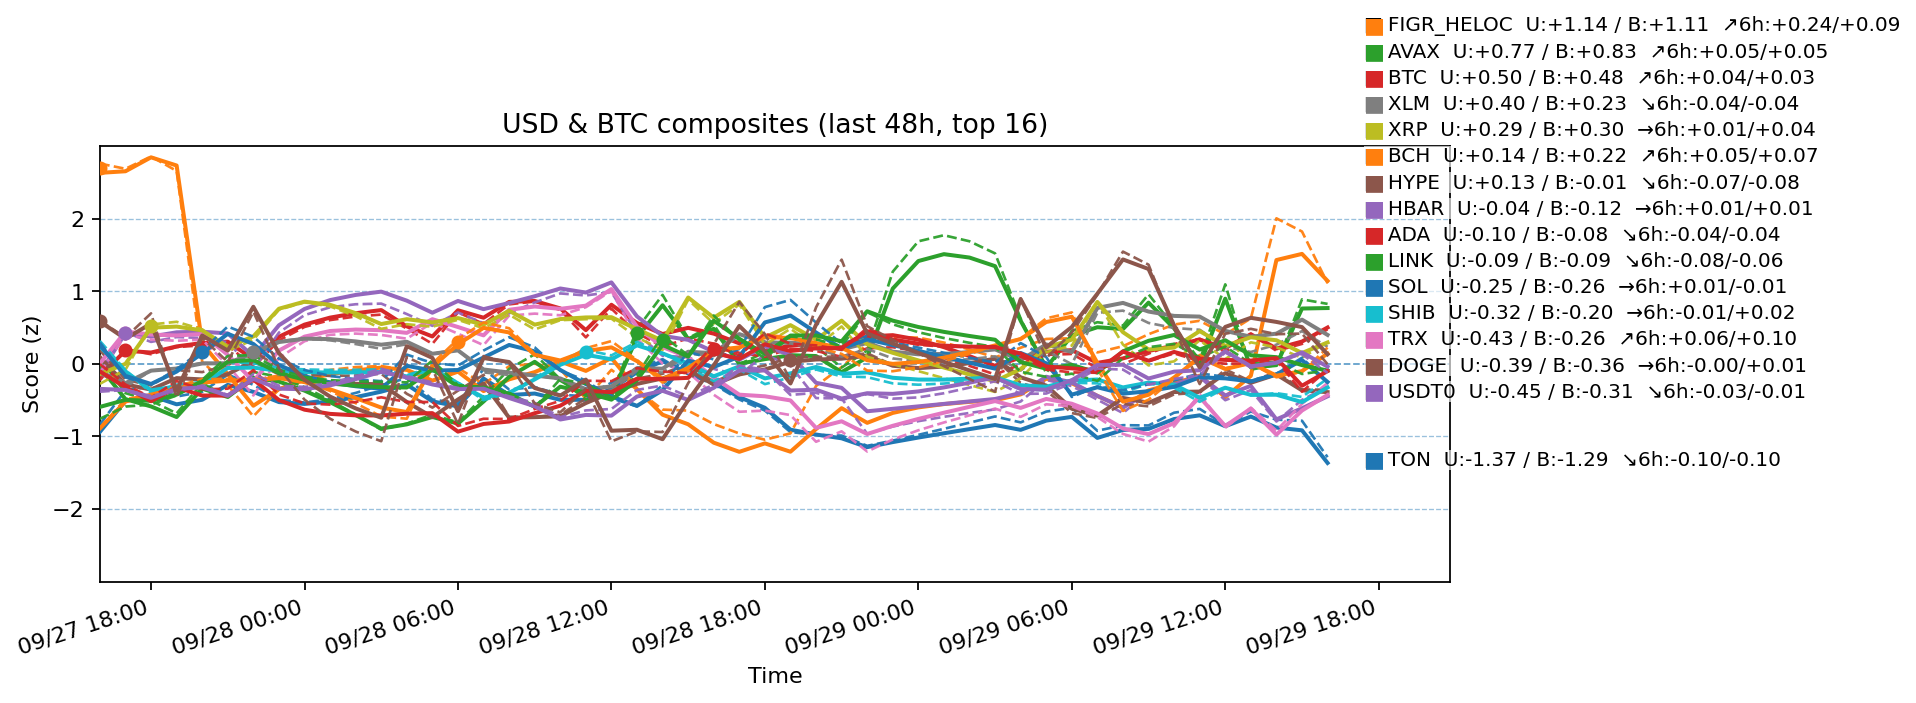 FIGR_HELOC U:+1.14 / B:+1.11 ↗6h:+0.24/+0.09
AVAX U:+0.77 / B:+0.83 ↗6h:+0.05/+0.05
BTC U:+0.50 / B:+0.48 ↗6h:+0.04/+0.03
XLM U:+0.40 / B:+0.23 ↘6h:-0.04/-0.04
XRP U:+0.29 / B:+0.30 →6h:+0.01/+0.04
BCH U:+0.14 / B:+0.22 ↗6h:+0.05/+0.07
HYPE U:+0.13 / B:-0.01 ↘6h:-0.07/-0.08
HBAR U:-0.04 / B:-0.12 →6h:+0.01/+0.01
ADA U:-0.10 / B:-0.08 ↘6h:-0.04/-0.04
LINK U:-0.09 / B:-0.09 ↘6h:-0.08/-0.06
SOL U:-0.25 / B:-0.26 →6h:+0.01/-0.01
SHIB U:-0.32 / B:-0.20 →6h:-0.01/+0.02
TRX U:-0.43 / B:-0.26 ↗6h:+0.06/+0.10
DOGE U:-0.39 / B:-0.36 →6h:-0.00/+0.01
USDT0 U:-0.45 / B:-0.31 ↘6h:-0.03/-0.01
TON U:-1.37 / B:-1.29 ↘6h:-0.10/-0.10
USD & BTC composites (last 48h, top 16)
Score (z)
2
1
0
−1
−2
09/27 18:00
09/28 00:00
09/28 06:00
09/28 12:00
09/28 18:00
09/29 00:00
09/29 06:00
09/29 12:00
09/29 18:00
Time